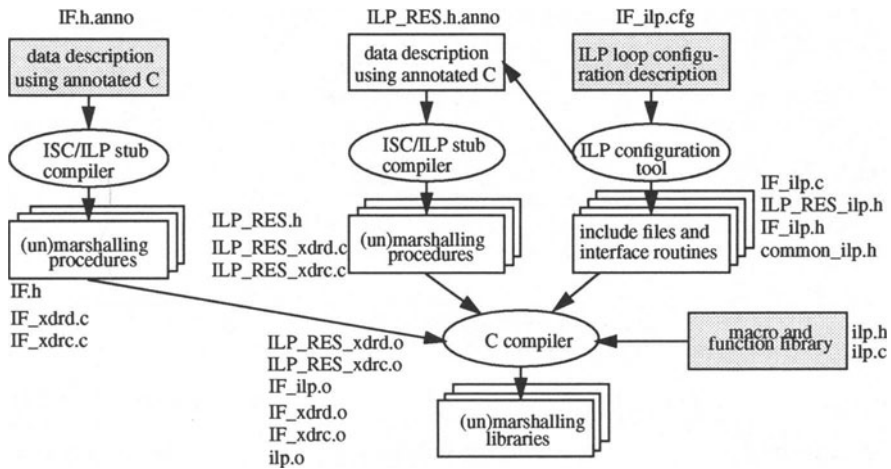 IF.h.anno
ILP_RES.h.anno
IF_ilp.cfg
data description
using annotated C
data description
using annotated C
ILP loop configu-
ration description
ISC/ILP stub
compiler
ISC/ILP stub
compiler
ILP configuration
tool
IF_ilp.c
ILP_RES_ilp.h
IF_ilp.h
common_ilp.h
(un)marshalling
procedures
ILP_RES.h
ILP_RES_xdrd.c
ILP_RES_xdrc.c
(un)marshalling
procedures
include files and
interface routines
IF.h
IF_xdrd.c
IF_xdrc.c
C compiler
macro and
function library
ilp.h
ilp.c
ILP_RES_xdrd.o
ILP_RES_xdrc.o
IF_ilp.o
IF_xdrd.o
IF_xdrc.o
ilp.o
(un)marshalling
libraries